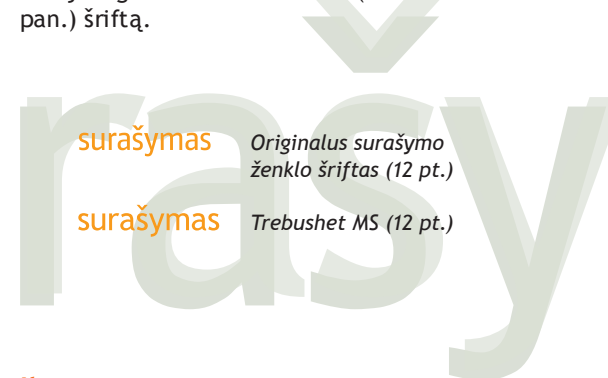 pan.) šriftą.
rašy
surašymas
Originalus surašymo
ženklo šriftas (12 pt.)
surašymas
Trebushet MS (12 pt.)